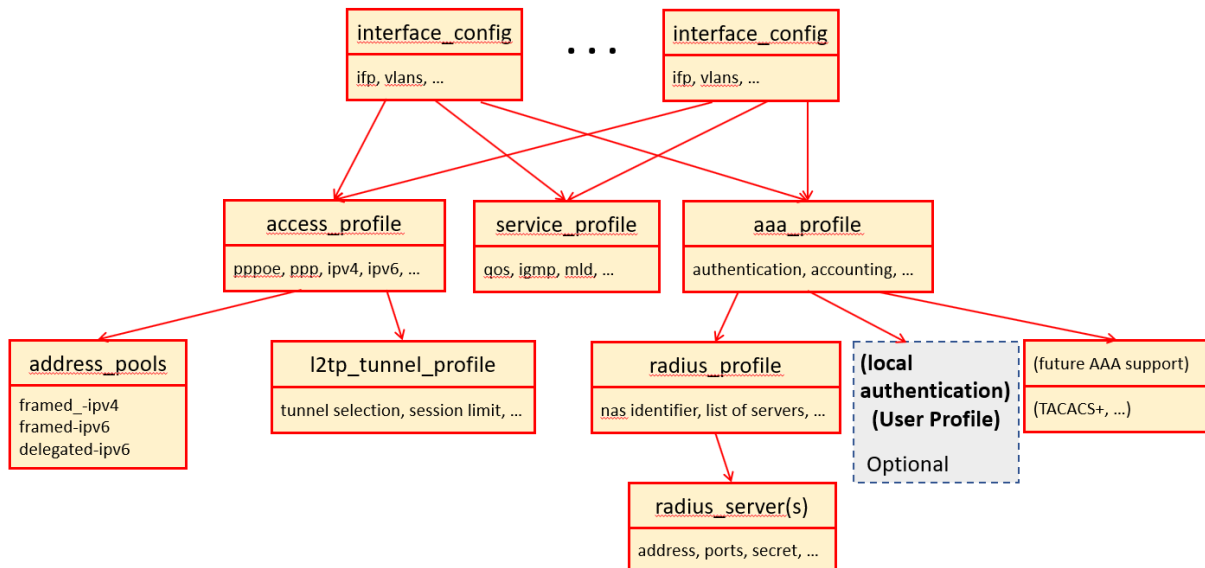 interface_config
ifp, vlans, ...
. . .
interface_config
ifp, vlans, ...
access_profile
pppoe, ppp, ipv4, ipv6, ...
service_profile
qos, igmp, mld, ...
aaa_profile
authentication, accounting, ...
address_pools
framed_-ipv4
framed-ipv6
delegated-ipv6
l2tp_tunnel_profile
tunnel selection, session limit, ...
radius_profile
nas identifier, list of servers, ...
(local
authentication)
(User Profile)
Optional
(future AAA support)
(TACACS+, ...)
radius_server(s)
address, ports, secret, ...